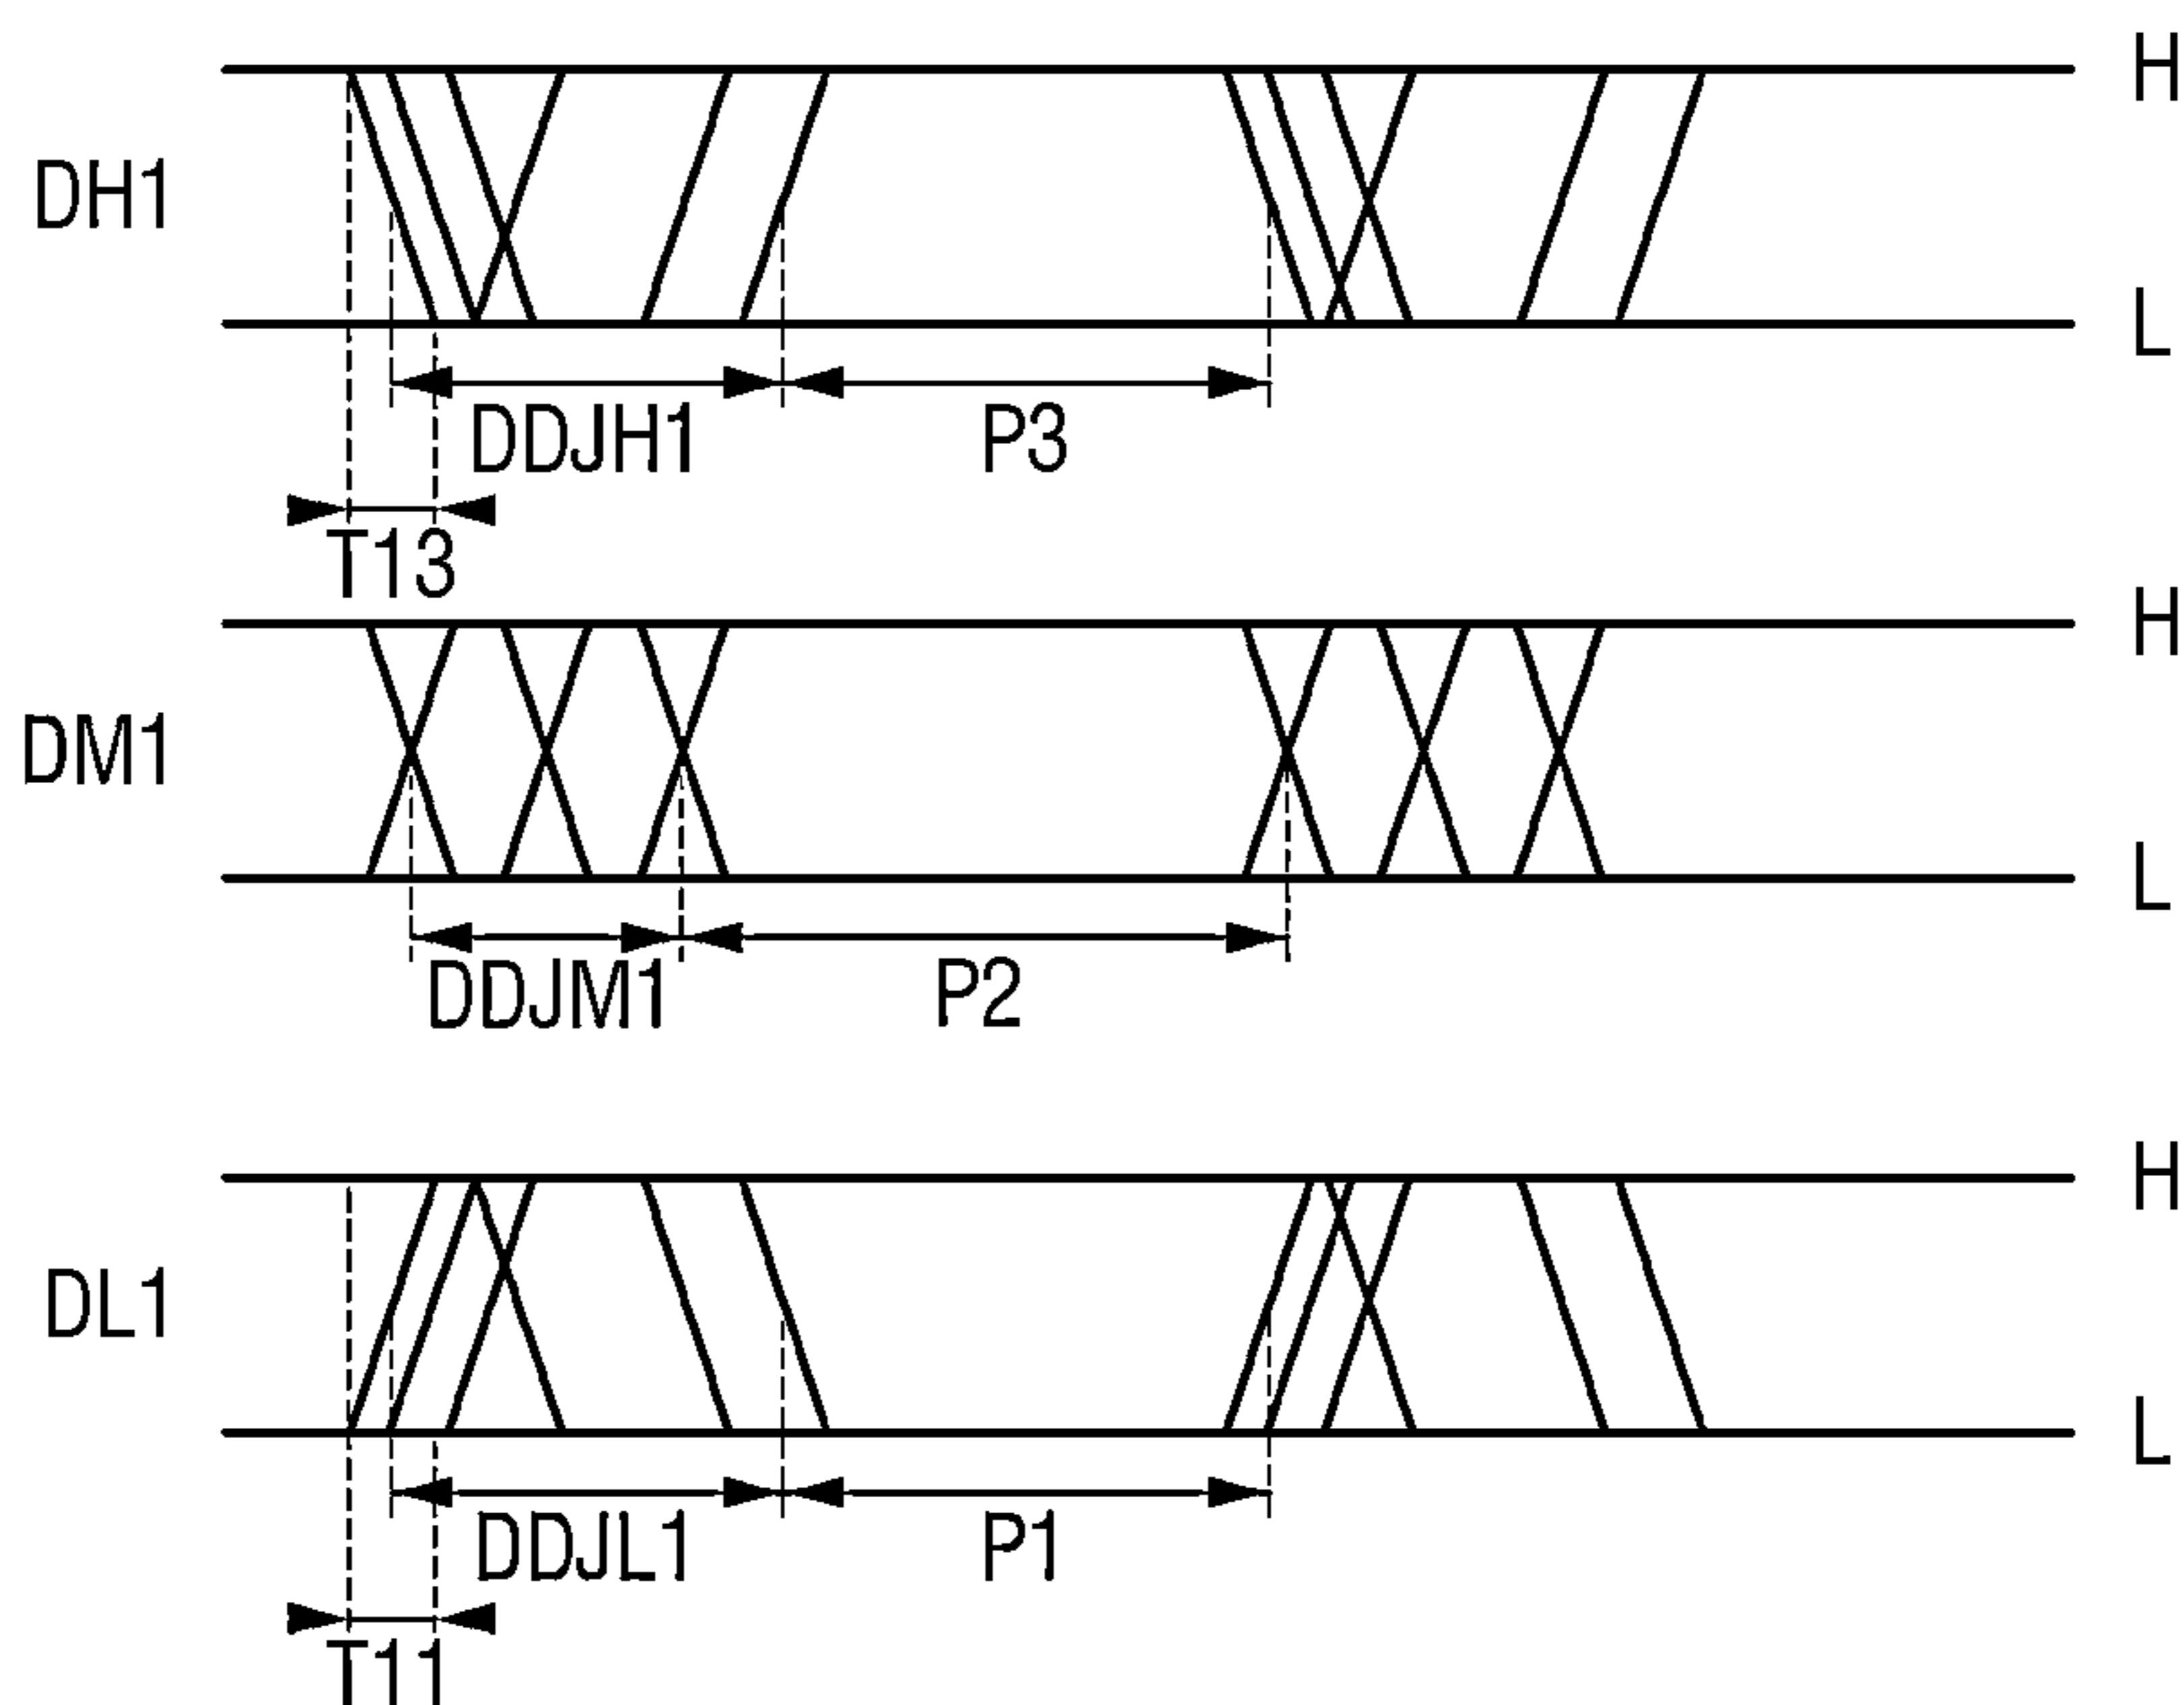 H
DH1
L
DDJH1 P3
T13
H
DM1
L
DDJM1 P2
H
DL1
L
DDJL1 P1
T11